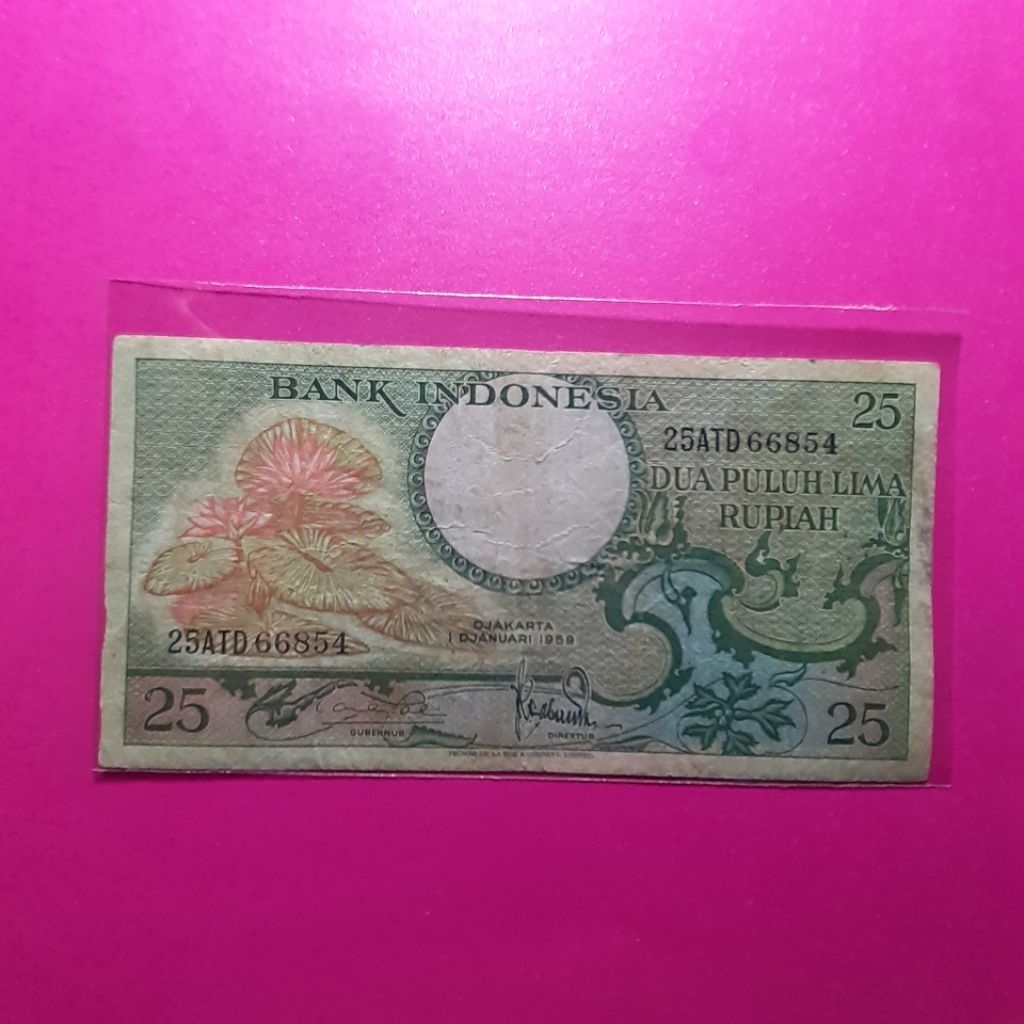 BANK INDONESIA
25
25ATD 66854
DUA PULUH LIMA
RUPIAH
DJAKARTA
1 DJANUARI 1959
25ATD 66854
25
GUBERNUR
DIREKTUR
25